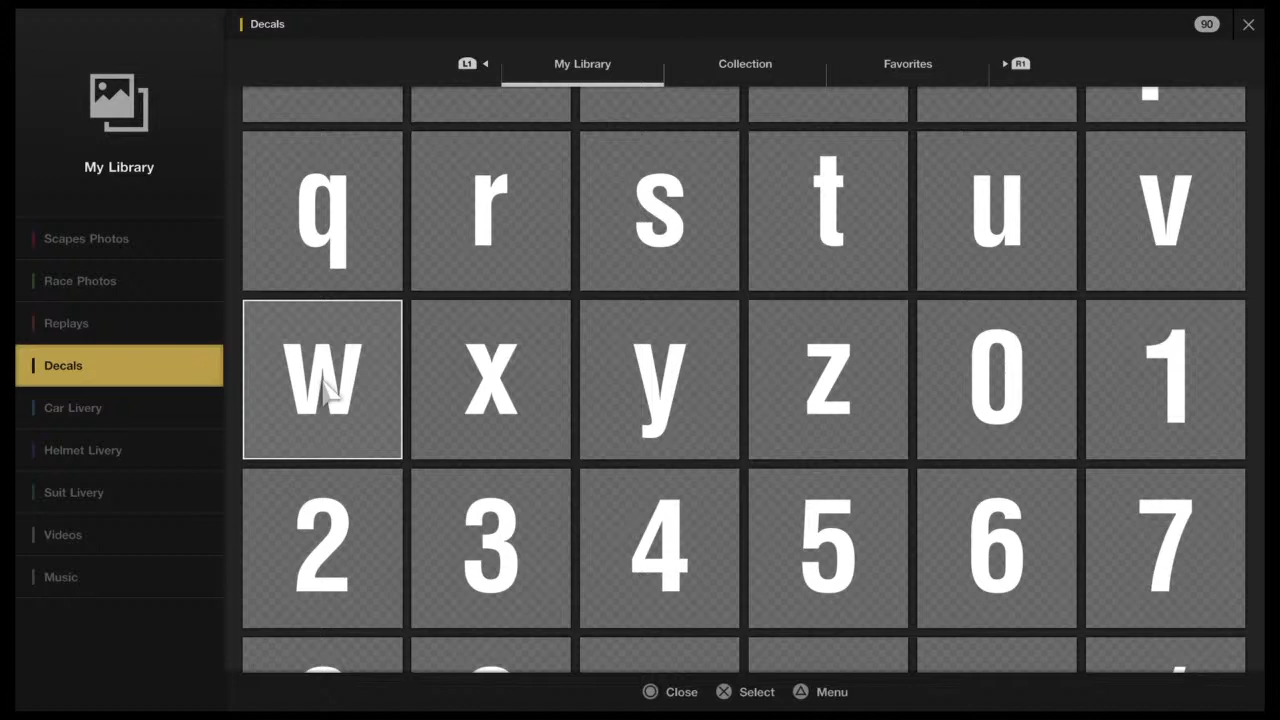 Decals
90
L1
My Library
Collection
Favorites
R1
My Library
Scapes Photos
Race Photos
Replays
Decals
Car Livery
Helmet Livery
Suit Livery
Videos
Music
q r s t u v
w x y z 0 1
2 3 4 5 6 7
Close Select Menu